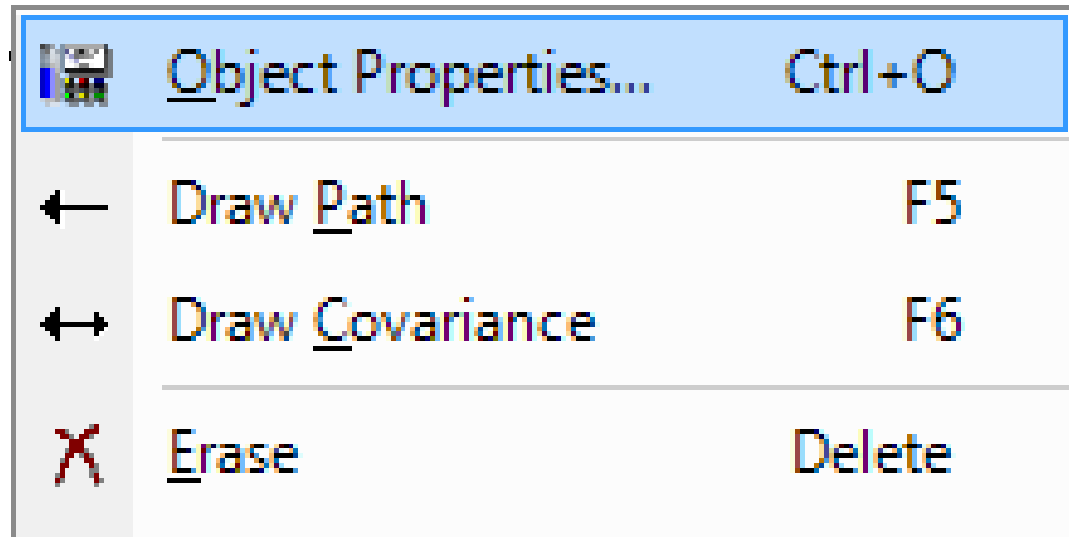 Object Properties... Ctrl+O
Draw Path F5
Draw Covariance F6
Erase Delete